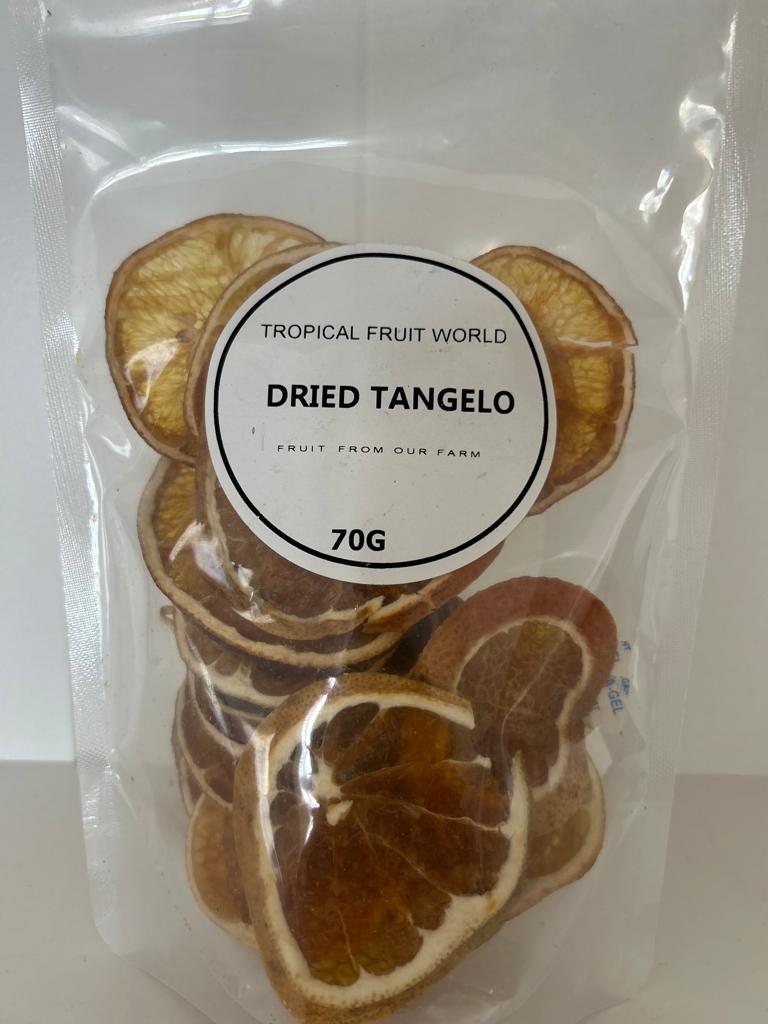 TROPICAL FRUIT WORLD
DRIED TANGELO
FRUIT FROM OUR FARM
70G